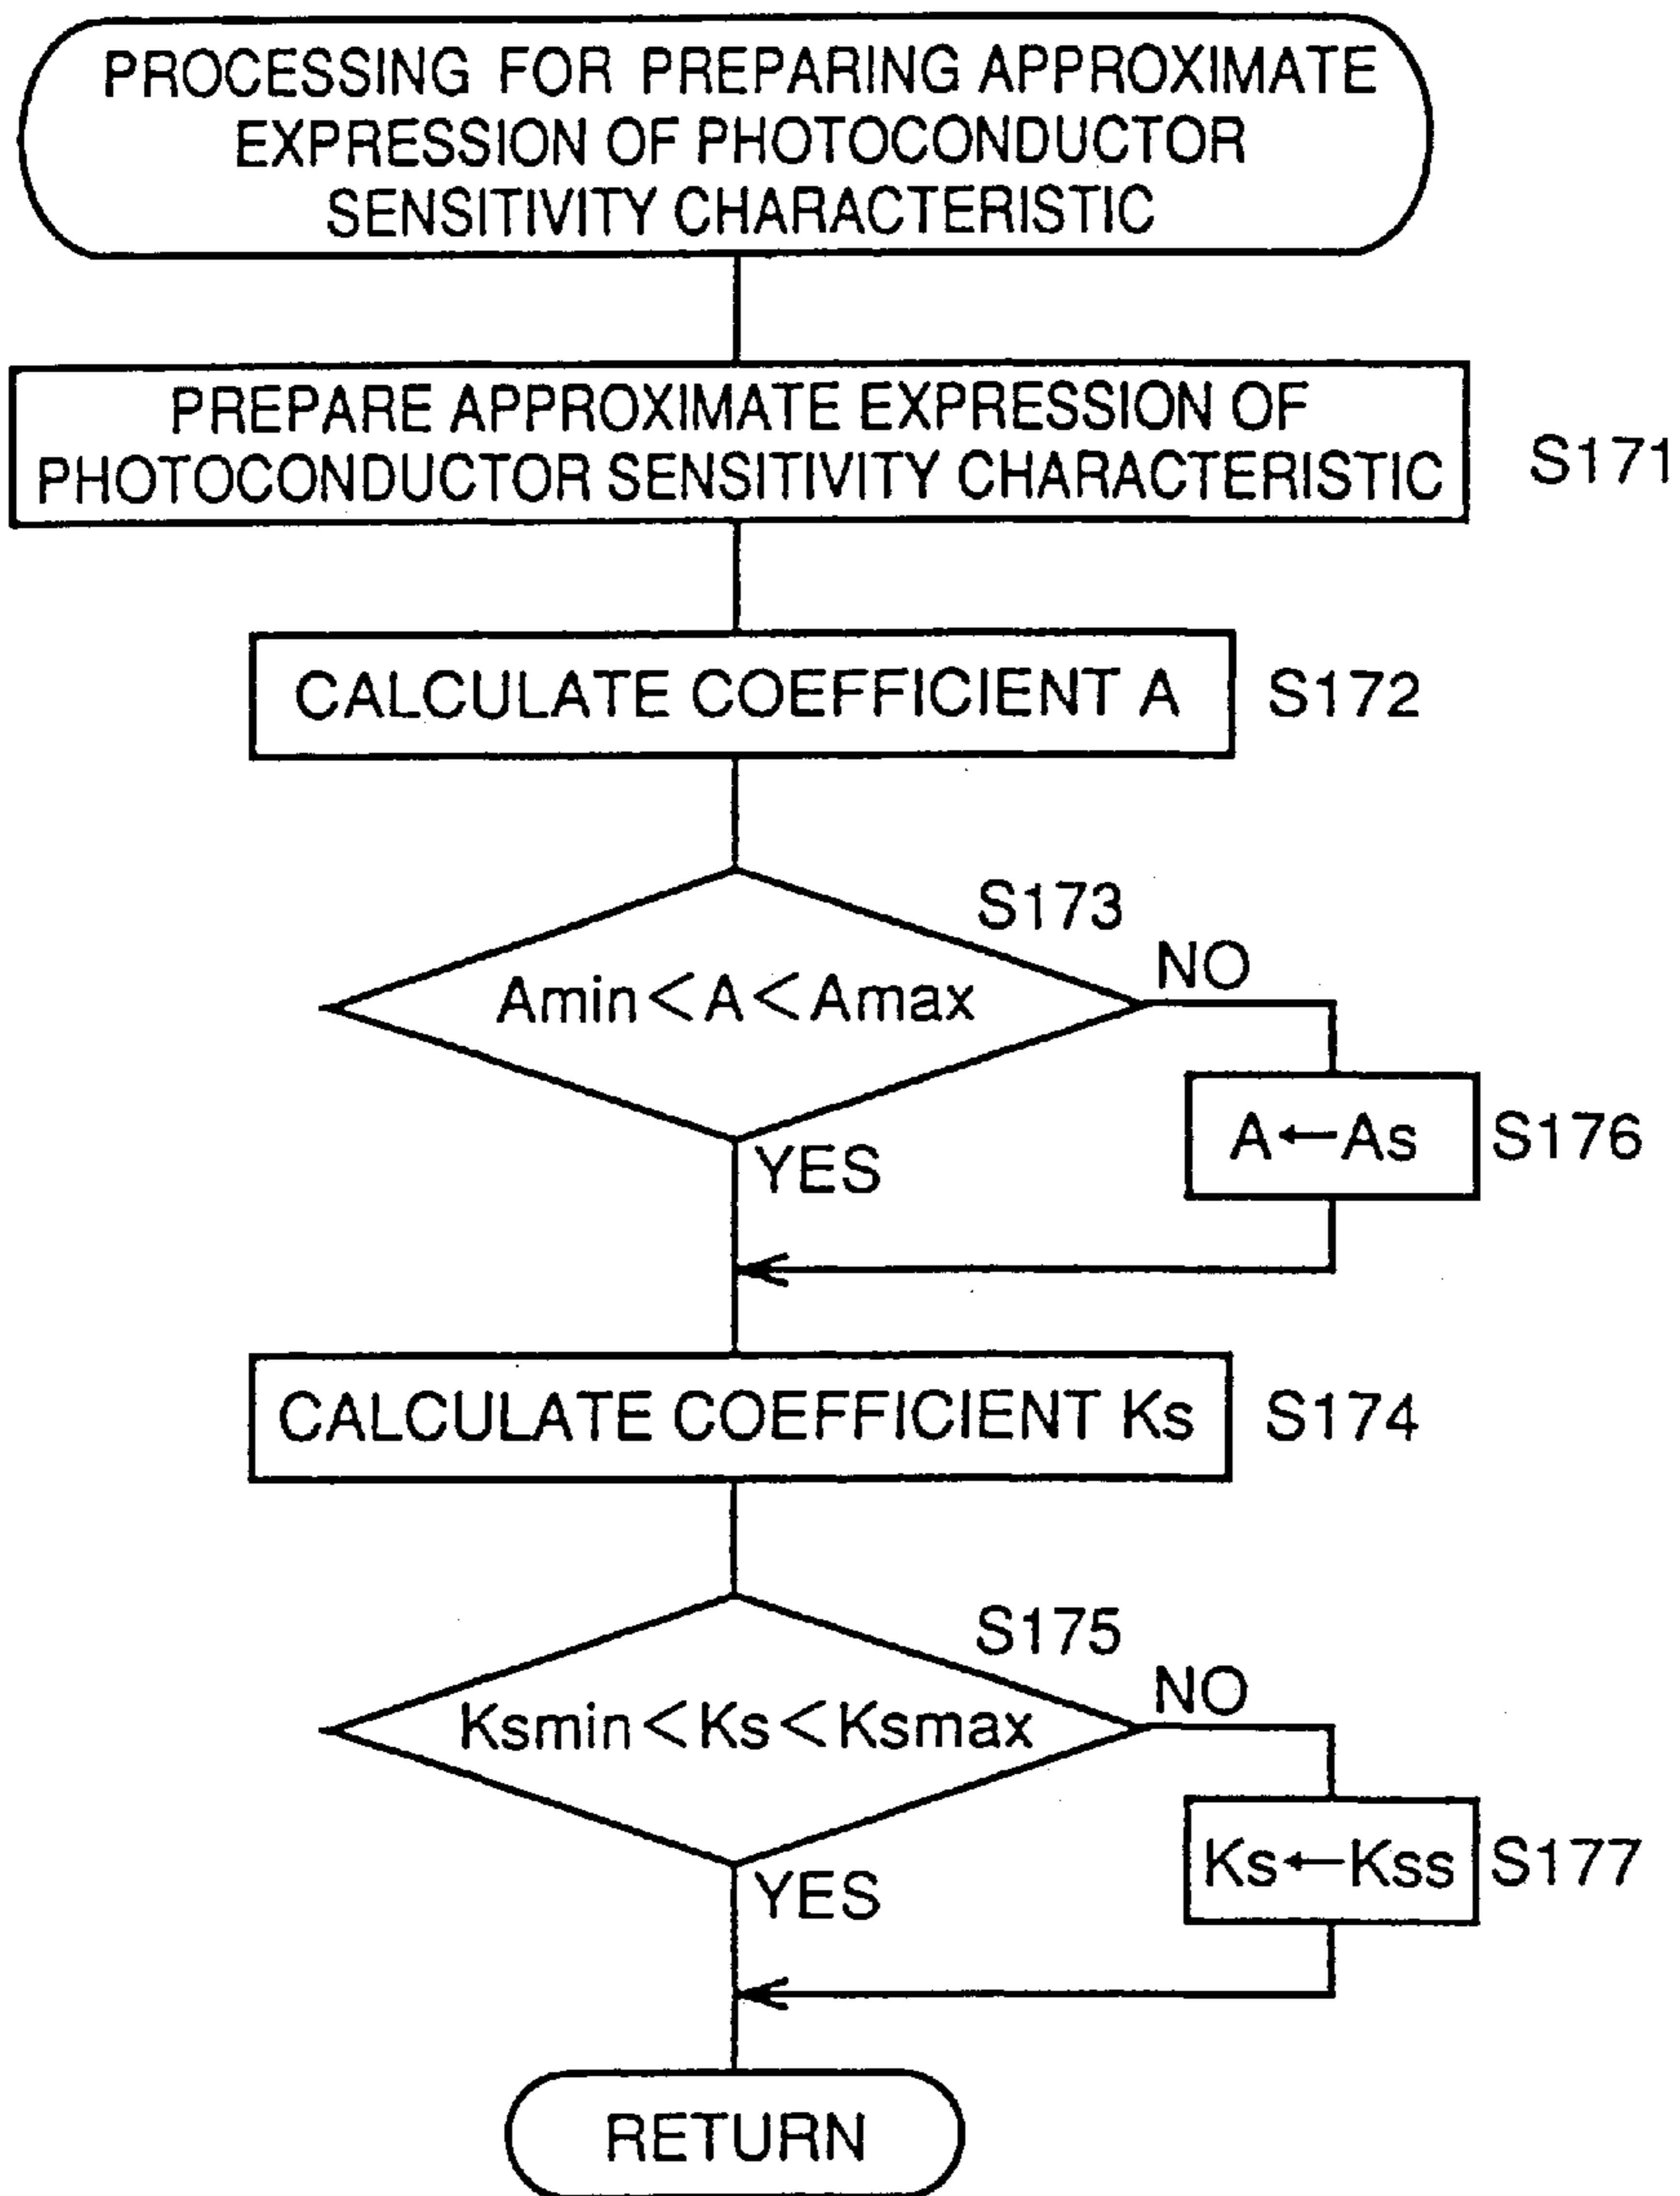 PROCESSING FOR PREPARING APPROXIMATE
EXPRESSION OF PHOTOCONDUCTOR
SENSITIVITY CHARACTERISTIC
PREPARE APPROXIMATE EXPRESSION OF
PHOTOCONDUCTOR SENSITIVITY CHARACTERISTIC
S171
CALCULATE COEFFICIENT A
S172
S173
Amin<A<Amax
NO
A←As
S176
YES
CALCULATE COEFFICIENT Ks
S174
S175
Ksmin<Ks<Ksmax
NO
Ks←Kss
S177
YES
RETURN